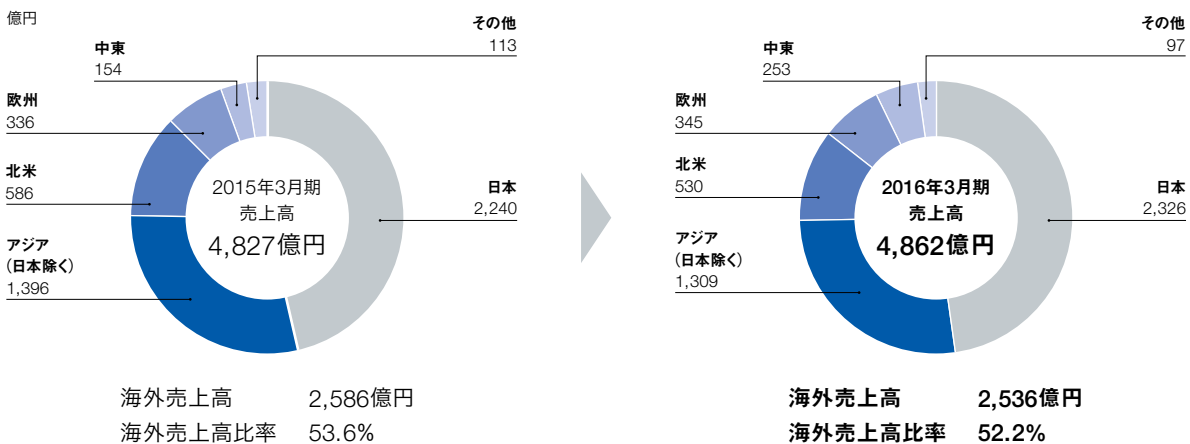 億円
その他
113
中東
154
欧州
336
北米
586
アジア
（日本除く）
1,396
日本
2,240
2015年3月期
売上高
4,827億円
海外売上高 2,586億円
海外売上高比率 53.6%
その他
97
中東
253
欧州
345
北米
530
アジア
（日本除く）
1,309
日本
2,326
2016年3月期
売上高
4,862億円
海外売上高 2,536億円
海外売上高比率 52.2%